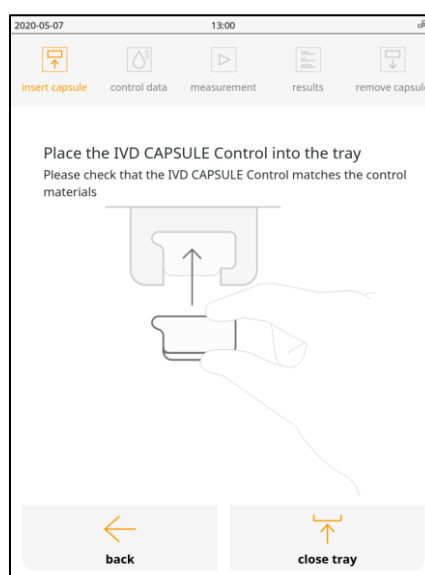 2020-05-07 13:00
insert capsule control data measurement results remove capsule
Place the IVD CAPSULE Control into the tray
Please check that the IVD CAPSULE Control matches the control
materials
back close tray